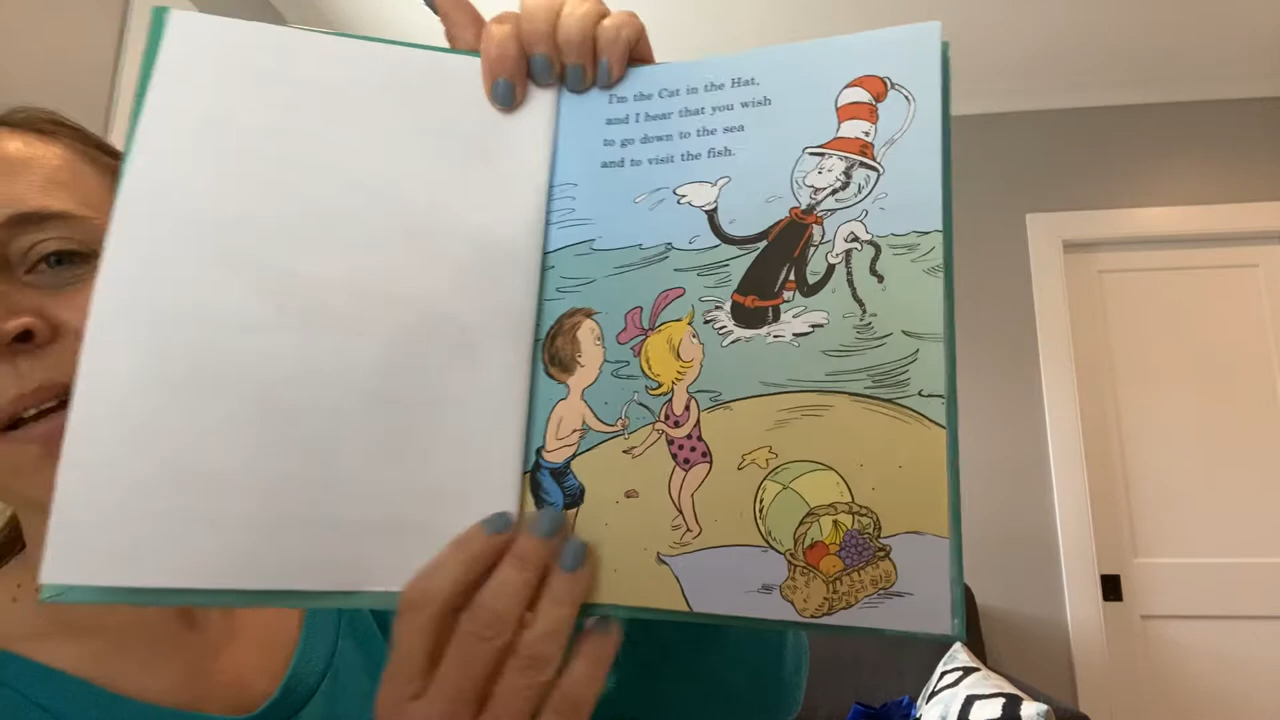 I'm the Cat in the Hat,
and I hear that you wish
to go down to the sea
and to visit the fish.